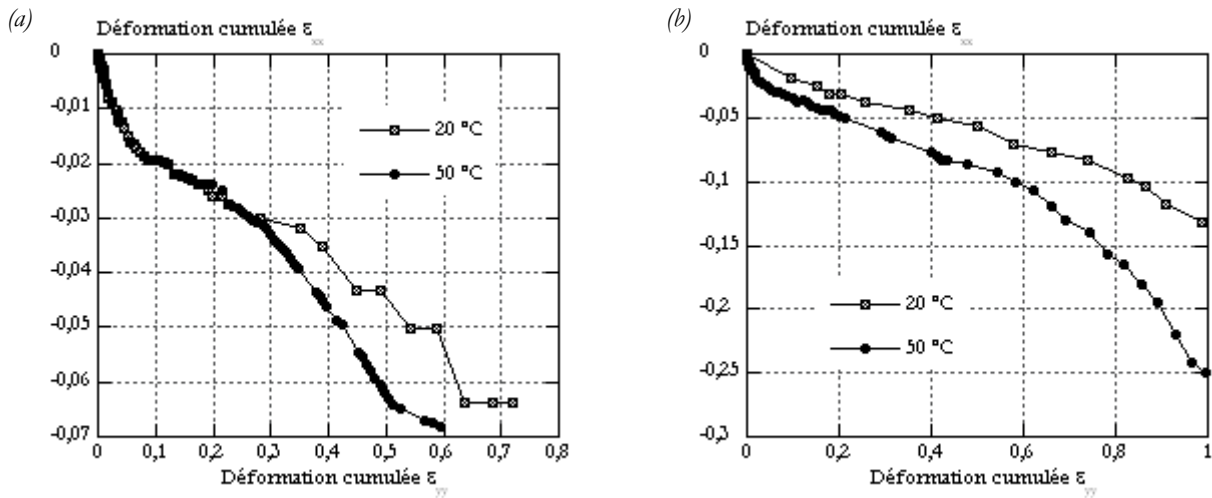 (a)
Déformation cumulée ε xx
0
-0,01
-0,02
-0,03
-0,04
-0,05
-0,06
-0,07
0 0,1 0,2 0,3 0,4 0,5 0,6 0,7 0,8
20 °C
50 °C
Déformation cumulée ε yy
(b)
Déformation cumulée ε xx
0
-0,05
-0,1
-0,15
-0,2
-0,25
-0,3
0 0,2 0,4 0,6 0,8 1
20 °C
50 °C
Déformation cumulée ε yy